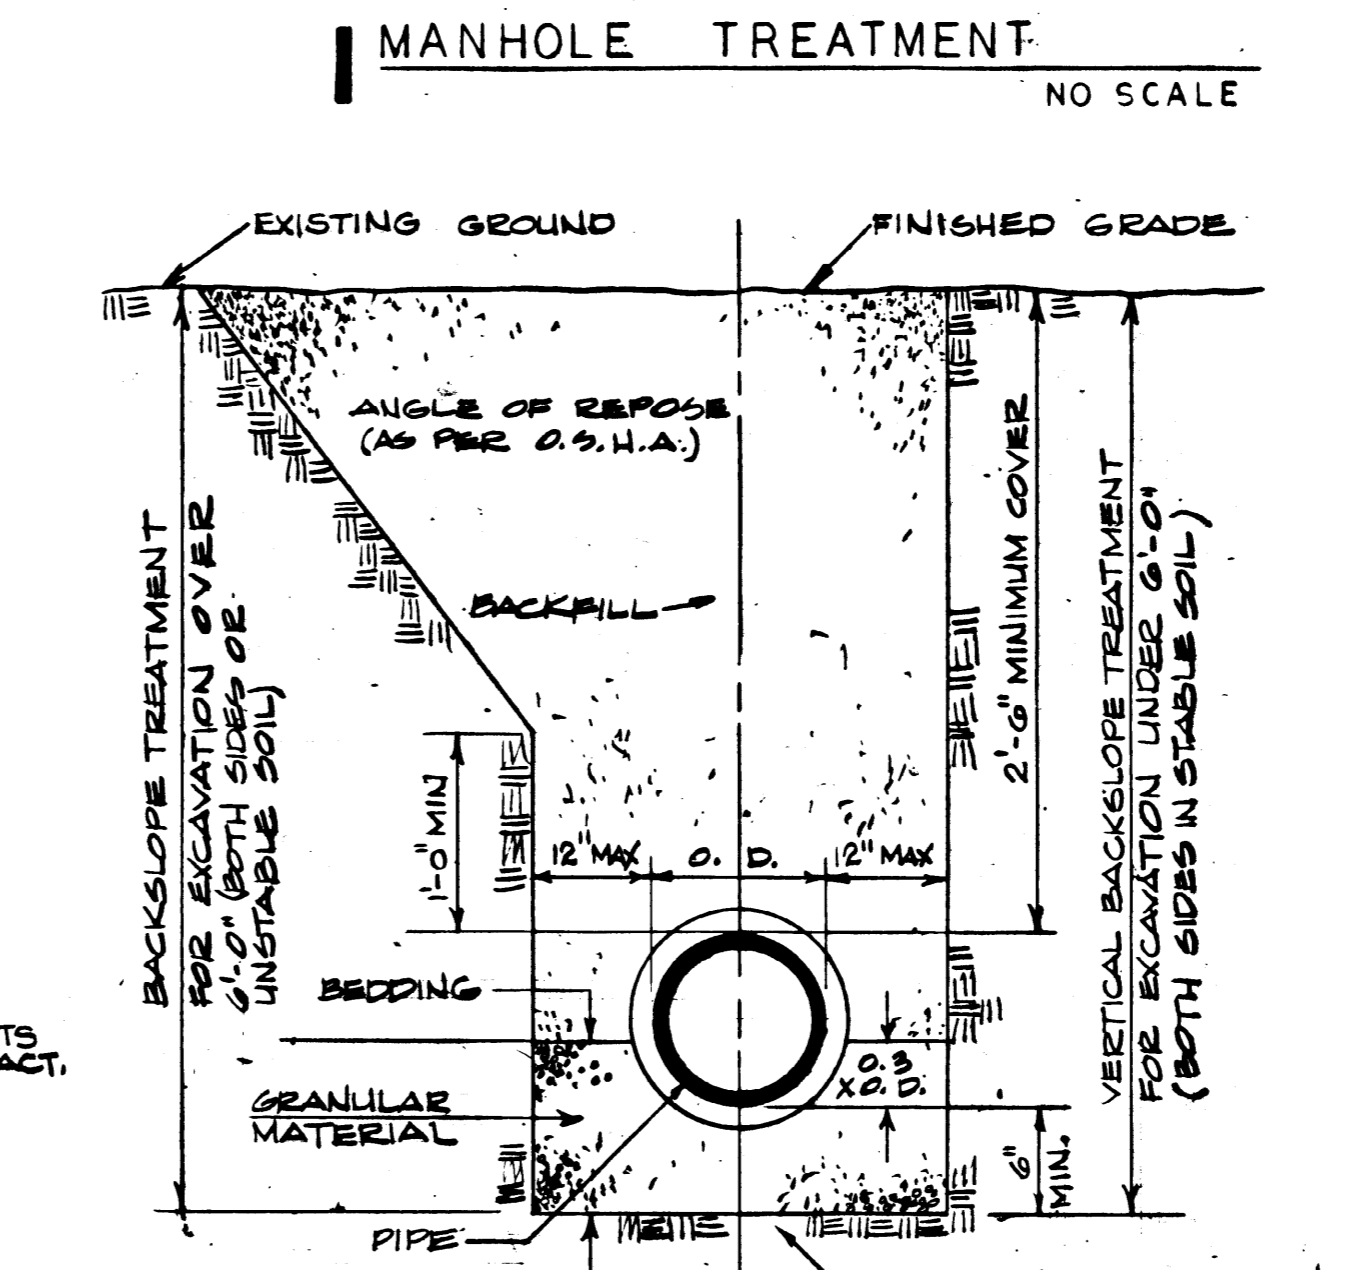 MANHOLE TREATMENT
NO SCALE
EXISTING GROUND
FINISHED GRADE
ANGLE OF REPOSE
(AS PER O.S.H.A.)
BACKFILL
BACKSLOPE TREATMENT
FOR EXCAVATION OVER
6'-0" (BOTH SIDES OR
UNSTABLE SOIL)
2'-6" MINIMUM COVER
VERTICAL BACKSLOPE TREATMENT
FOR EXCAVATION UNDER 6'-0"
(BOTH SIDES IN STABLE SOIL)
1'-0" MIN
12" MAX
O. D.
12" MAX
BEDDING
TS
ACT.
0.3
X O. D.
GRANULAR
MATERIAL
6"
MIN.
PIPE